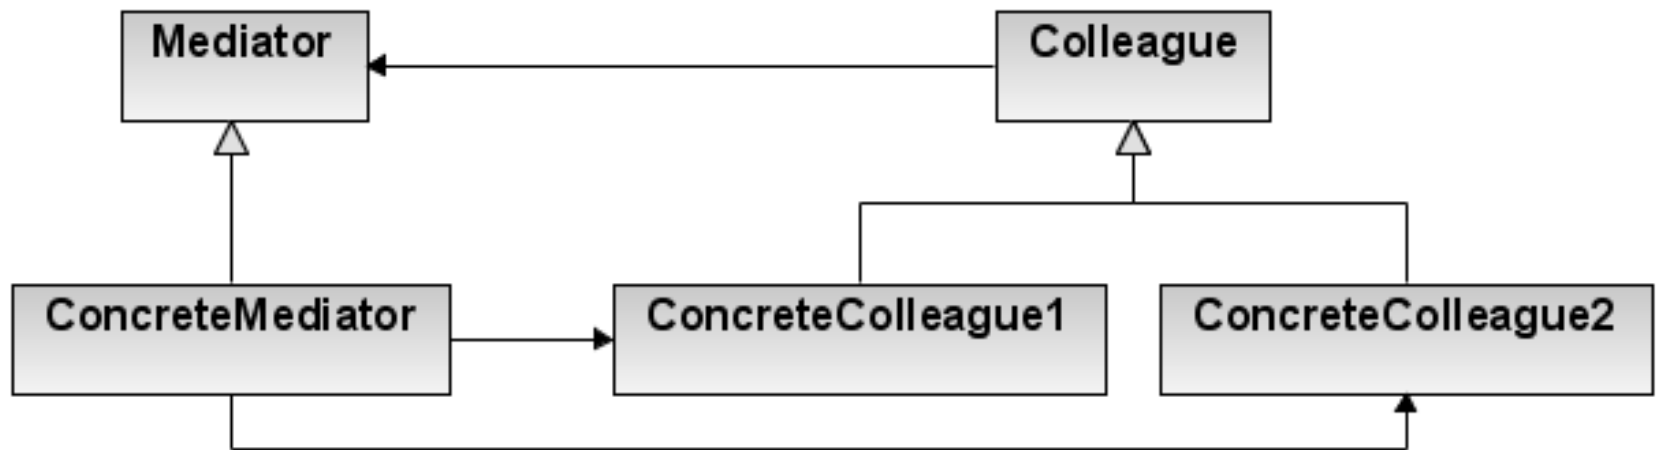 Mediator
Colleague
ConcreteMediator
ConcreteColleague1
ConcreteColleague2